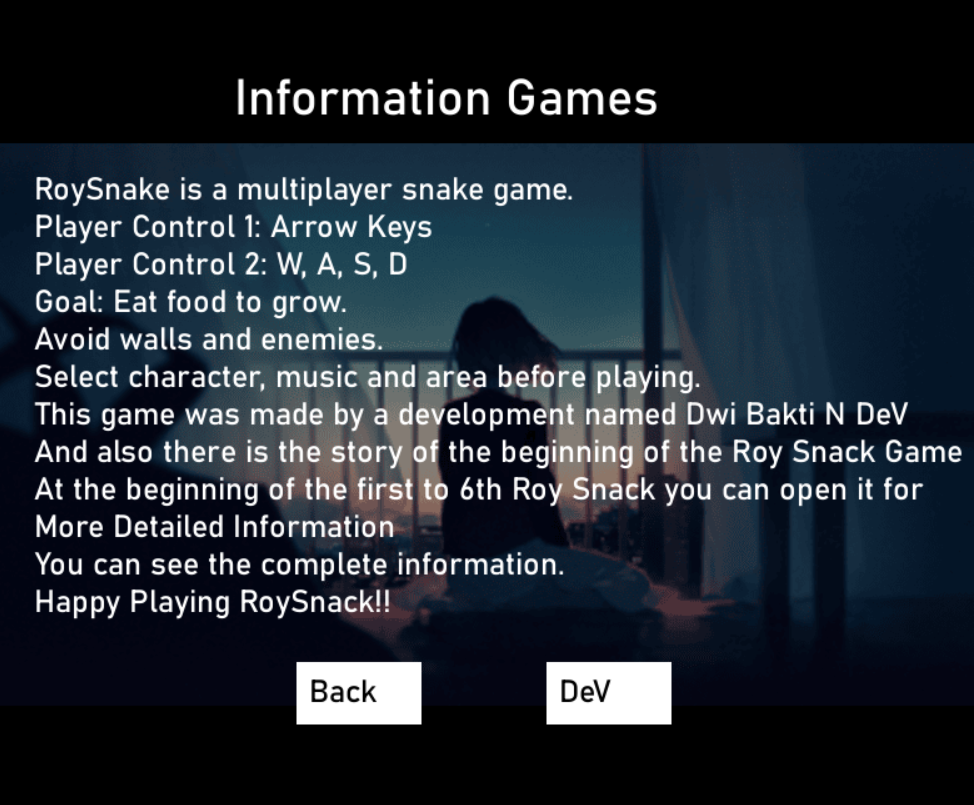 Information Games
RoySnake is a multiplayer snake game.
Player Control 1: Arrow Keys
Player Control 2: W, A, S, D
Goal: Eat food to grow.
Avoid walls and enemies.
Select character, music and area before playing.
This game was made by a development named Dwi Bakti N DeV
And also there is the story of the beginning of the Roy Snack Game
At the beginning of the first to 6th Roy Snack you can open it for
More Detailed Information
You can see the complete information.
Happy Playing RoySnack!!
Back
DeV